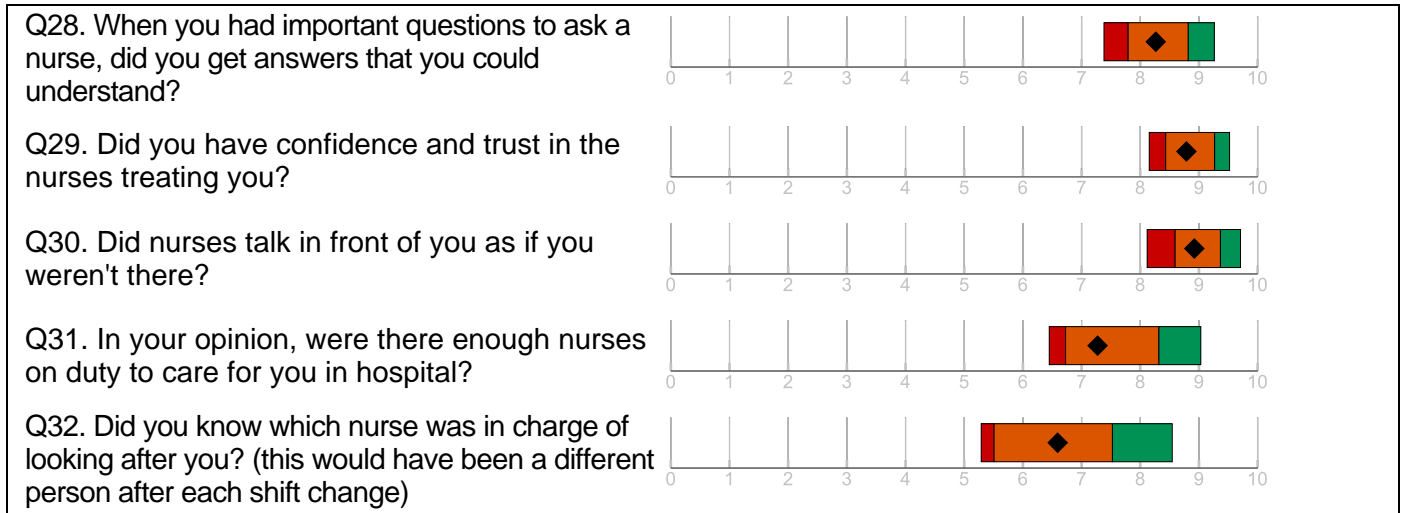 Q28. When you had important questions to ask a
nurse, did you get answers that you could
understand?
0 1 2 3 4 5 6 7 8 9 10
Q29. Did you have confidence and trust in the
nurses treating you?
0 1 2 3 4 5 6 7 8 9 10
Q30. Did nurses talk in front of you as if you
weren't there?
0 1 2 3 4 5 6 7 8 9 10
Q31. In your opinion, were there enough nurses
on duty to care for you in hospital?
0 1 2 3 4 5 6 7 8 9 10
Q32. Did you know which nurse was in charge of
looking after you? (this would have been a different
person after each shift change)
0 1 2 3 4 5 6 7 8 9 10